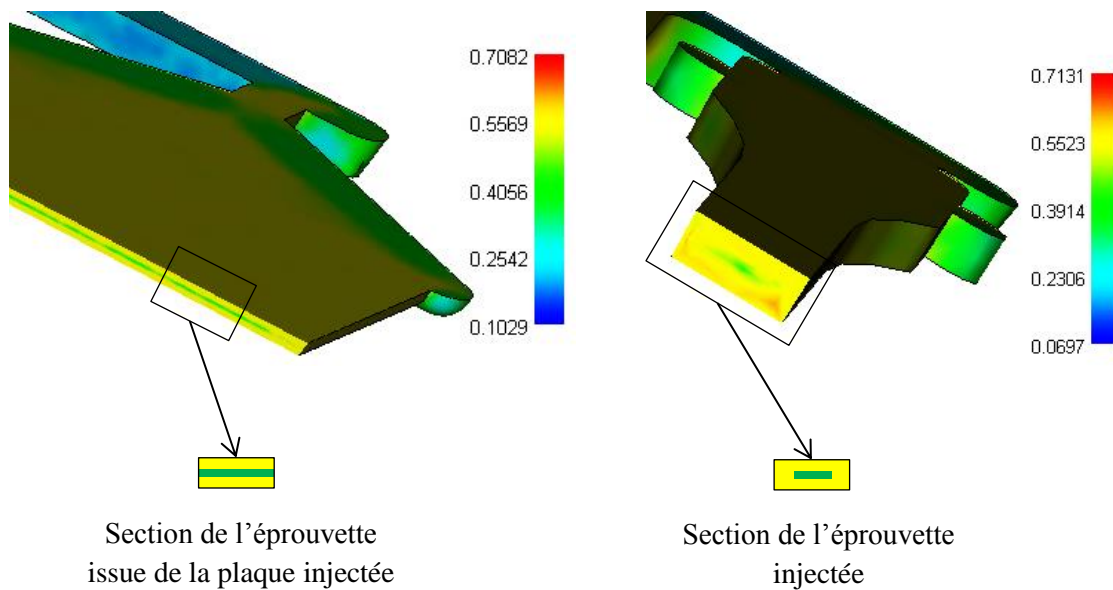 0.7082
0.5569
0.4056
0.2542
0.1029
0.7131
0.5523
0.3914
0.2306
0.0697
Section de l’éprouvette
issue de la plaque injectée
Section de l’éprouvette
injectée